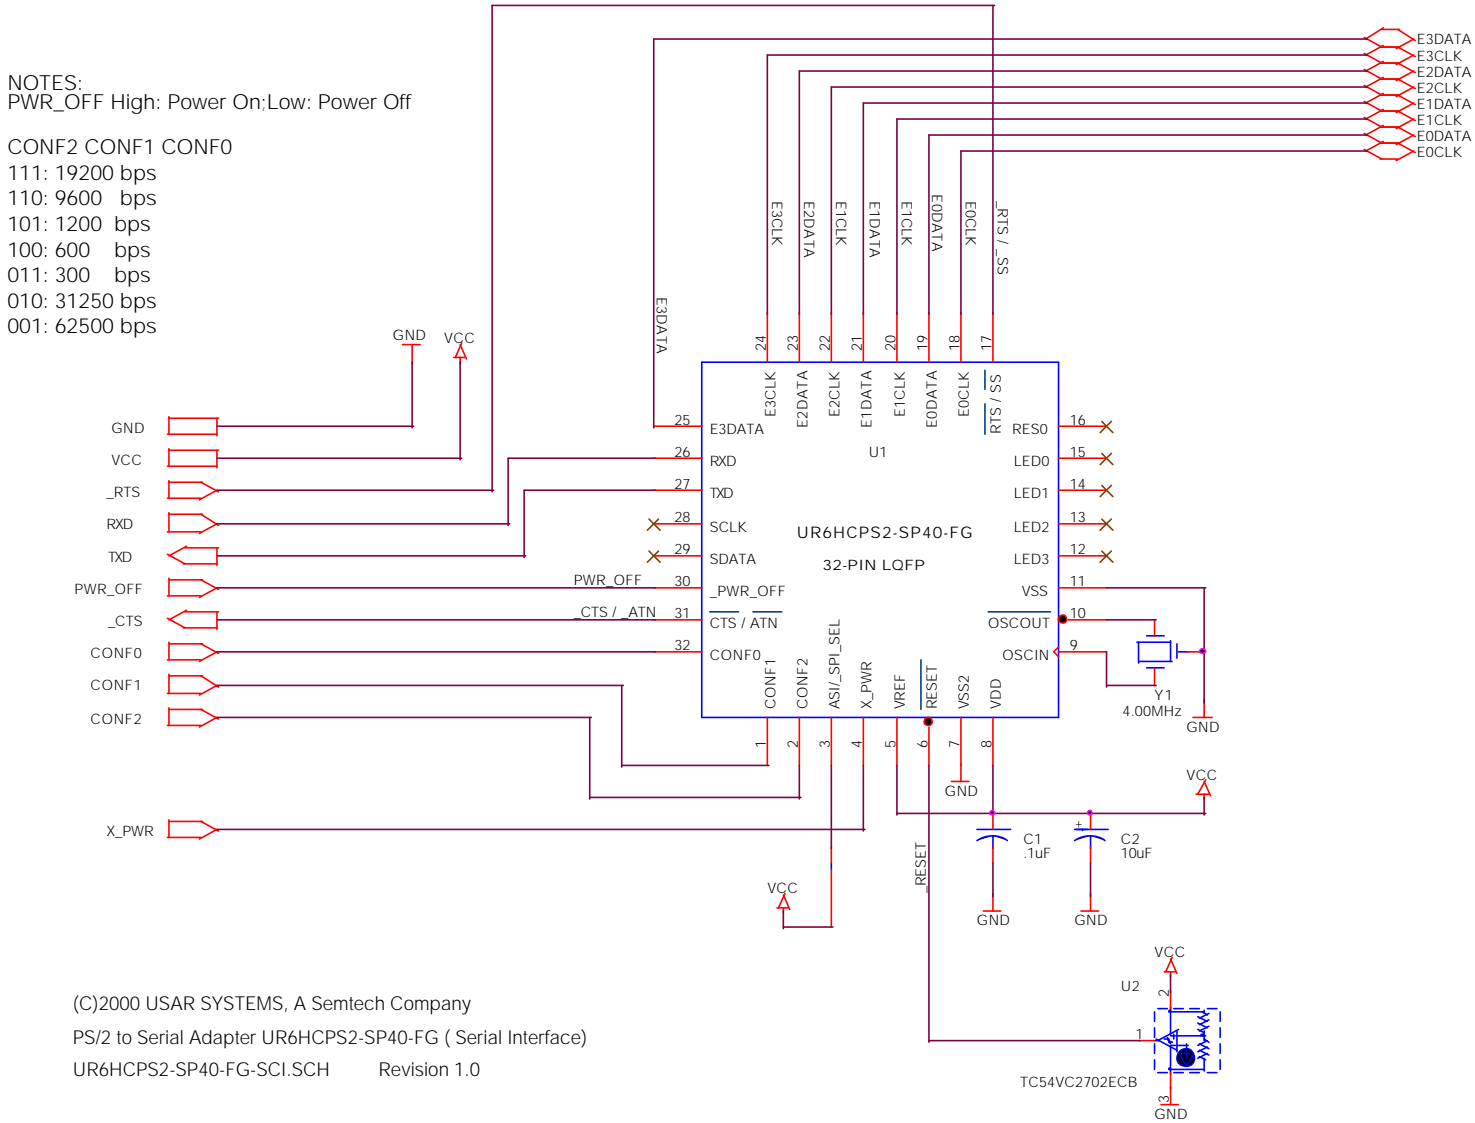 NOTES:
PWR_OFF High: Power On;Low: Power Off
CONF2 CONF1 CONF0
111: 19200 bps
110: 9600 bps
101: 1200 bps
100: 600 bps
011: 300 bps
010: 31250 bps
001: 62500 bps
E3DATA
E3CLK
E2DATA
E2CLK
E1DATA
E1CLK
E0DATA
E0CLK
E3DATA
E3CLK
E2DATA
E1CLK
E1DATA
E1CLK
E0DATA
E0CLK
_RTS / _SS
24
23
22
21
20
19
18
17
E3CLK
E2DATA
E2CLK
E1DATA
E1CLK
E0DATA
E0CLK
RTS / SS
GND
VCC
GND
VCC
_RTS
RXD
TXD
PWR_OFF
_CTS
CONF0
CONF1
CONF2
X_PWR
PWR_OFF
_CTS / _ATN
25 E3DATA
26 RXD
27 TXD
28 SCLK
29 SDATA
30 _PWR_OFF
31 CTS / ATN
32 CONF0
U1
UR6HCPS2-SP40-FG
32-PIN LQFP
RES0 16
LED0 15
LED1 14
LED2 13
LED3 12
VSS 11
OSCOUT 10
OSCIN 9
CONF1
CONF2
ASI/_SPI_SEL
X_PWR
VREF
RESET
VSS2
VDD
1
2
3
4
5
6
7
8
Y1
4.00MHz
GND
GND
VCC
C1
.1uF
+
C2
10uF
GND
GND
_RESET
VCC
VCC
U2
2
1
3
TC54VC2702ECB
GND
(C)2000 USAR SYSTEMS, A Semtech Company
PS/2 to Serial Adapter UR6HCPS2-SP40-FG ( Serial Interface)
UR6HCPS2-SP40-FG-SCI.SCH Revision 1.0